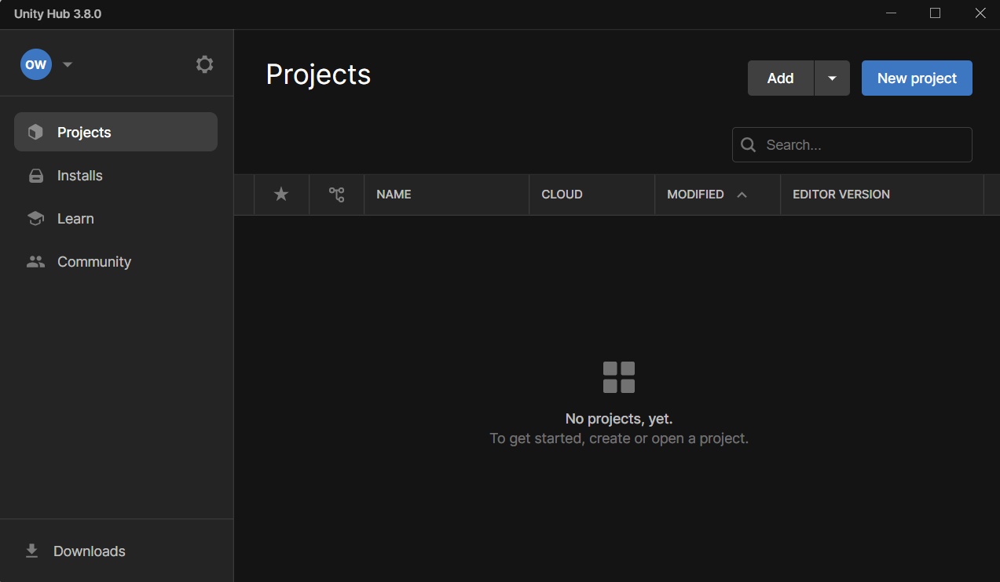 Unity Hub 3.8.0
OW
Projects
Installs
Learn
Community
Downloads
Projects
Add
New project
Search...
NAME CLOUD MODIFIED EDITOR VERSION
No projects, yet.
To get started, create or open a project.